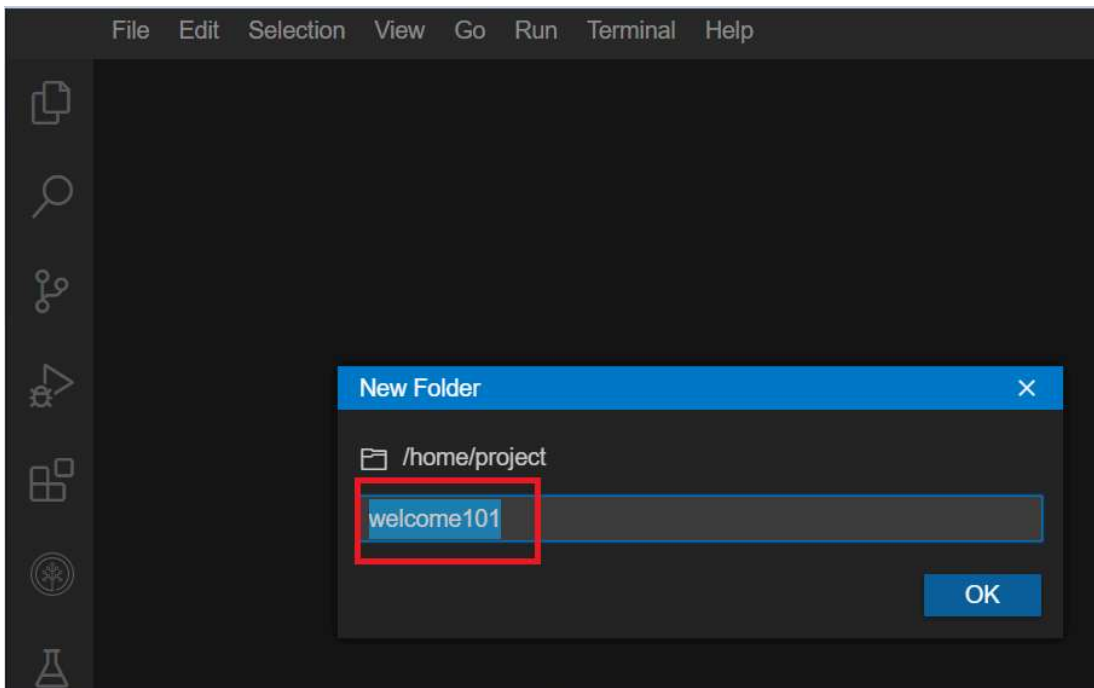 File Edit Selection View Go Run Terminal Help
New Folder
/home/project
welcome101
OK